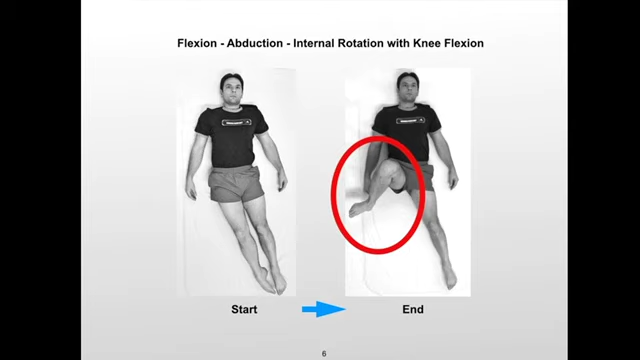 Flexion - Abduction - Internal Rotation with Knee Flexion
Start
End
6